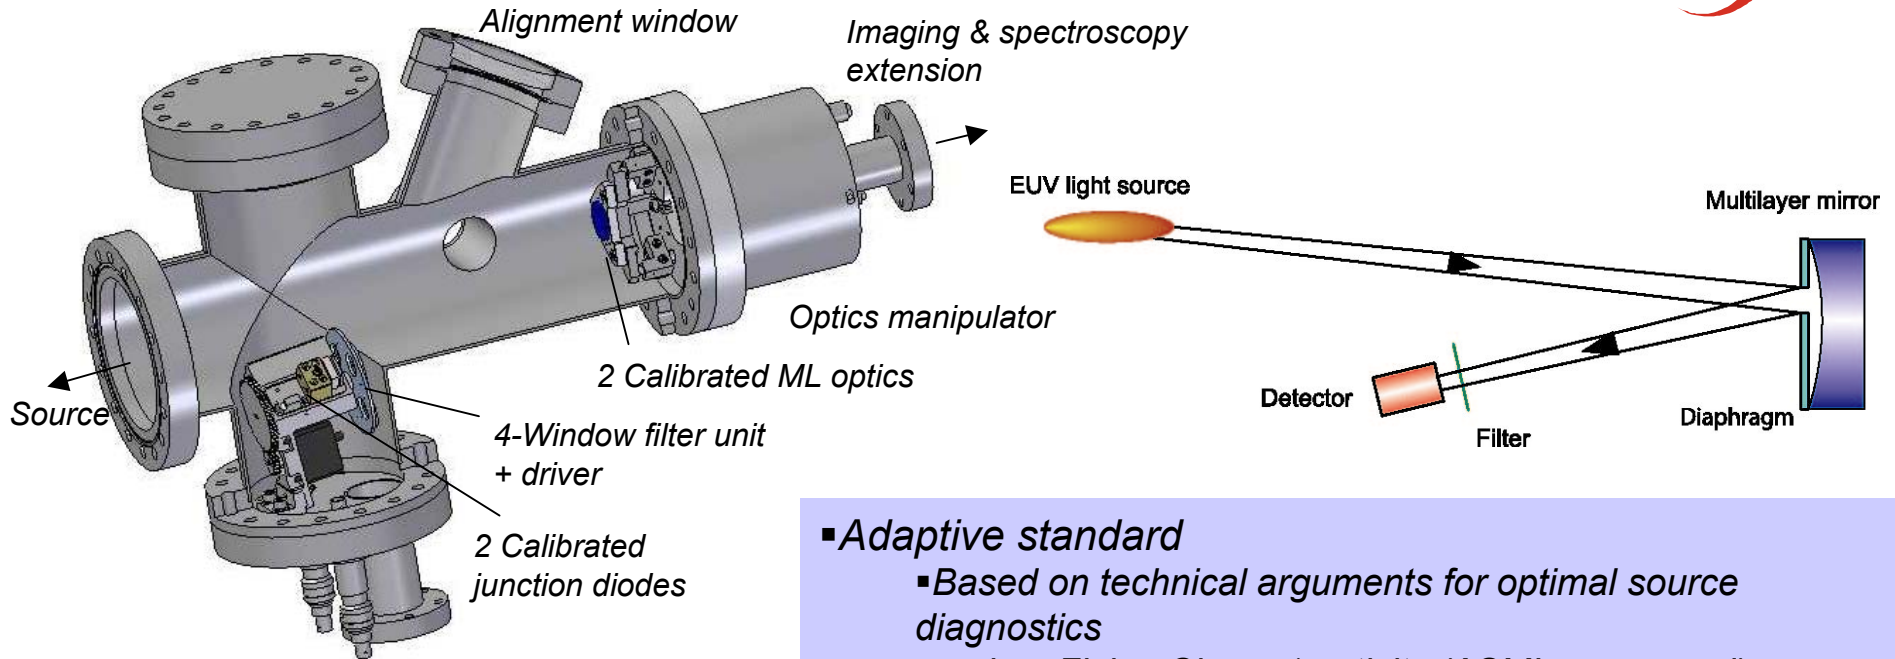 Alignment window
Imaging & spectroscopy
extension
EUV light source
Multilayer mirror
Optics manipulator
2 Calibrated ML optics
Source
4-Window filter unit
+ driver
Detector
Filter
Diaphragm
2 Calibrated
junction diodes
▪Adaptive standard
▪Based on technical arguments for optimal source
diagnostics